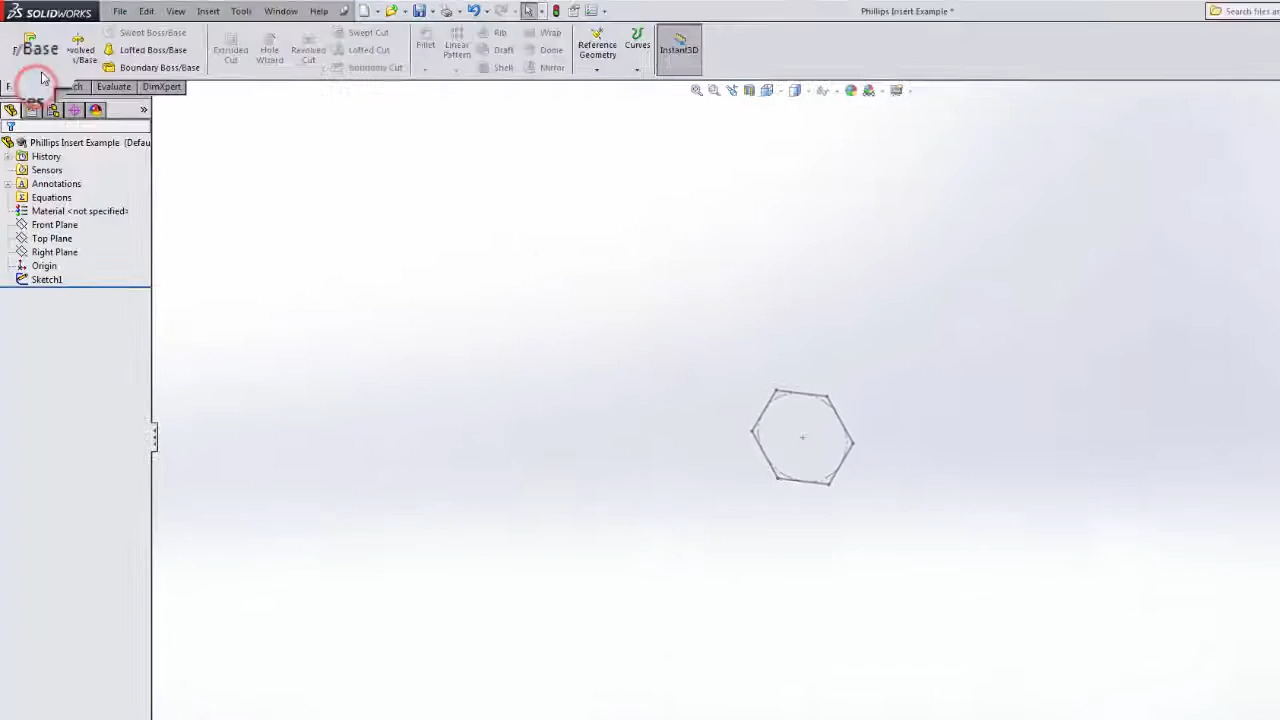 SOLIDWORKS File Edit View Insert Tools Window Help Phillips Insert Example * Search files an
/Base
volved
s/Base
Swept Boss/Base
Lofted Boss/Base
Boundary Boss/Base
Extruded
Cut
Hole
Wizard
Revolved
Cut
Swept Cut
Lofted Cut
Boundary Cut
Fillet
Linear
Pattern
Rib
Draft
Shell
Wrap
Dome
Mirror
Reference
Geometry
Curves
Instant3D
Evaluate DimXpert
Phillips Insert Example (Defau
History
Sensors
Annotations
Equations
Material <not specified>
Front Plane
Top Plane
Right Plane
Origin
Sketch1